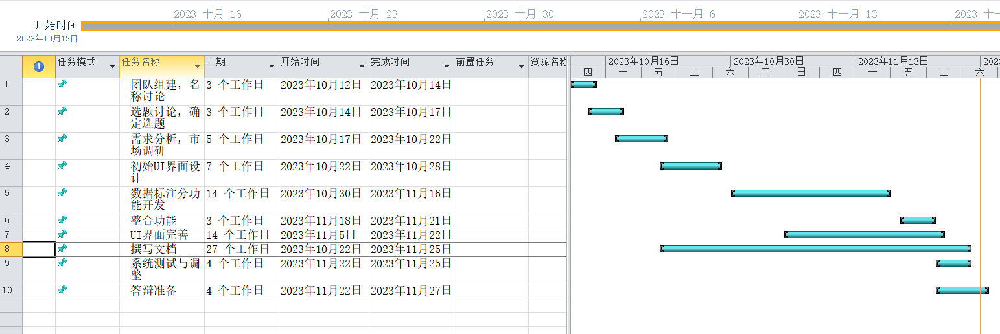 2023 十月 16 2023 十月 23 2023 十月 30 2023 十一月 6 2023 十一月 13 2023 十一
开始时间
2023年10月12日
任务模式 任务名称 工期 开始时间 完成时间 前置任务 资源名称 2023年10月16日 2023年10月30日 2023年11月13日 2023
四 一 五 二 六 三 日 四 一 五 二 六
1 团队组建，名 3 个工作日 2023年10月12日 2023年10月14日
称讨论
2 选题讨论，确 3 个工作日 2023年10月14日 2023年10月17日
定选题
3 需求分析，市 5 个工作日 2023年10月17日 2023年10月22日
场调研
4 初始UI界面设 7 个工作日 2023年10月22日 2023年10月28日
计
5 数据标注分功 14 个工作日 2023年10月30日 2023年11月16日
能开发
6 整合功能 3 个工作日 2023年11月18日 2023年11月21日
7 UI界面完善 14 个工作日 2023年11月5日 2023年11月22日
8 撰写文档 27 个工作日 2023年10月22日 2023年11月25日
9 系统测试与调 4 个工作日 2023年11月22日 2023年11月25日
整
10 答辩准备 4 个工作日 2023年11月22日 2023年11月27日